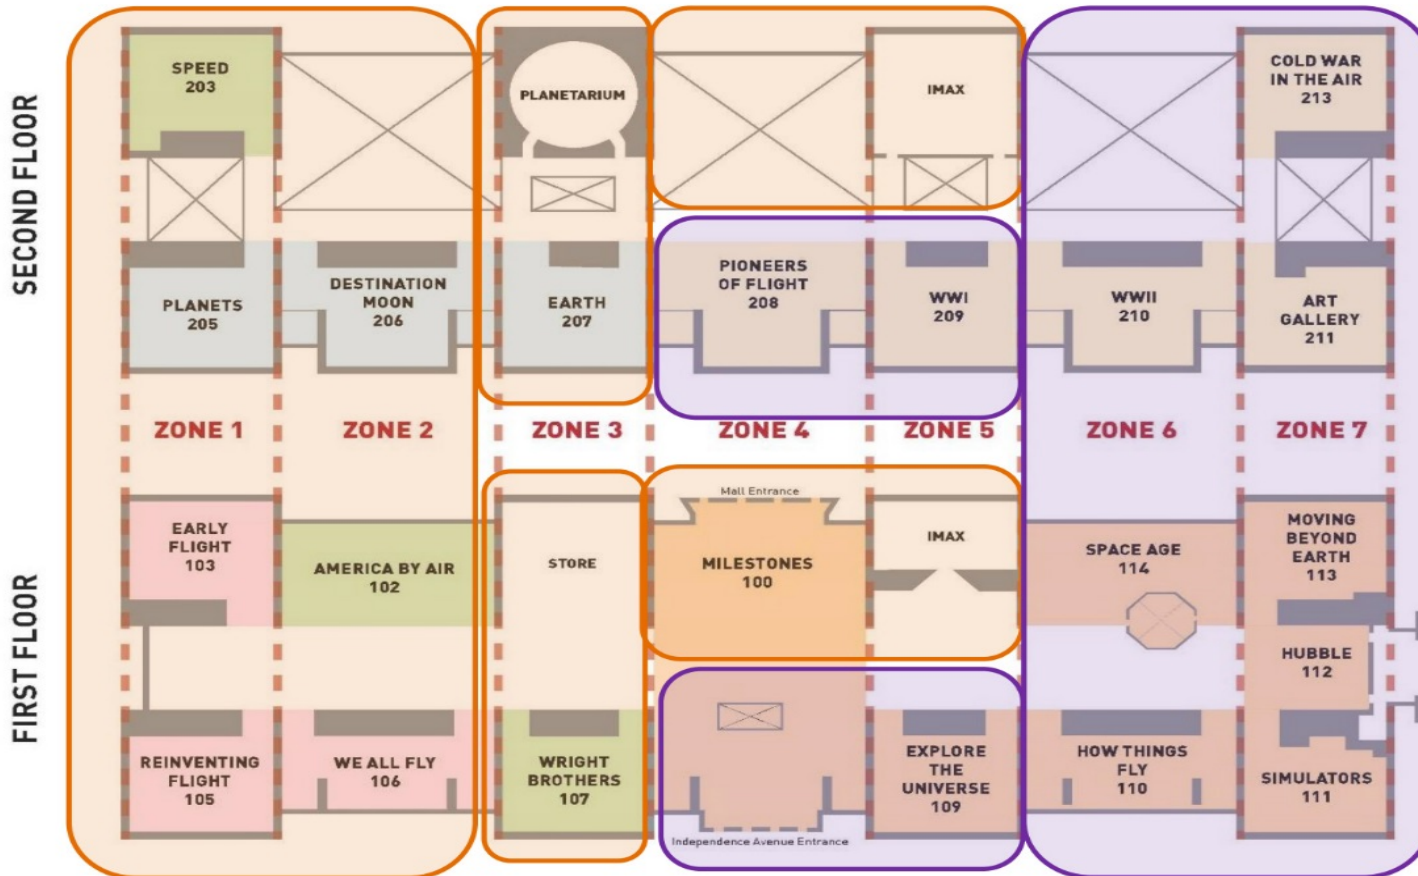 SECOND FLOOR
SPEED
203
PLANETARIUM
IMAX
COLD WAR
IN THE AIR
213
PLANETS
205
DESTINATION
MOON
206
EARTH
207
PIONEERS
OF FLIGHT
208
WWI
209
WWII
210
ART
GALLERY
211
ZONE 1
ZONE 2
ZONE 3
ZONE 4
ZONE 5
ZONE 6
ZONE 7
FIRST FLOOR
EARLY
FLIGHT
103
AMERICA BY AIR
102
STORE
Mall Entrance
MILESTONES
100
IMAX
SPACE AGE
114
MOVING
BEYOND
EARTH
113
HUBBLE
112
REINVENTING
FLIGHT
105
WE ALL FLY
106
WRIGHT
BROTHERS
107
Independence Avenue Entrance
EXPLORE
THE
UNIVERSE
109
HOW THINGS
FLY
110
SIMULATORS
111